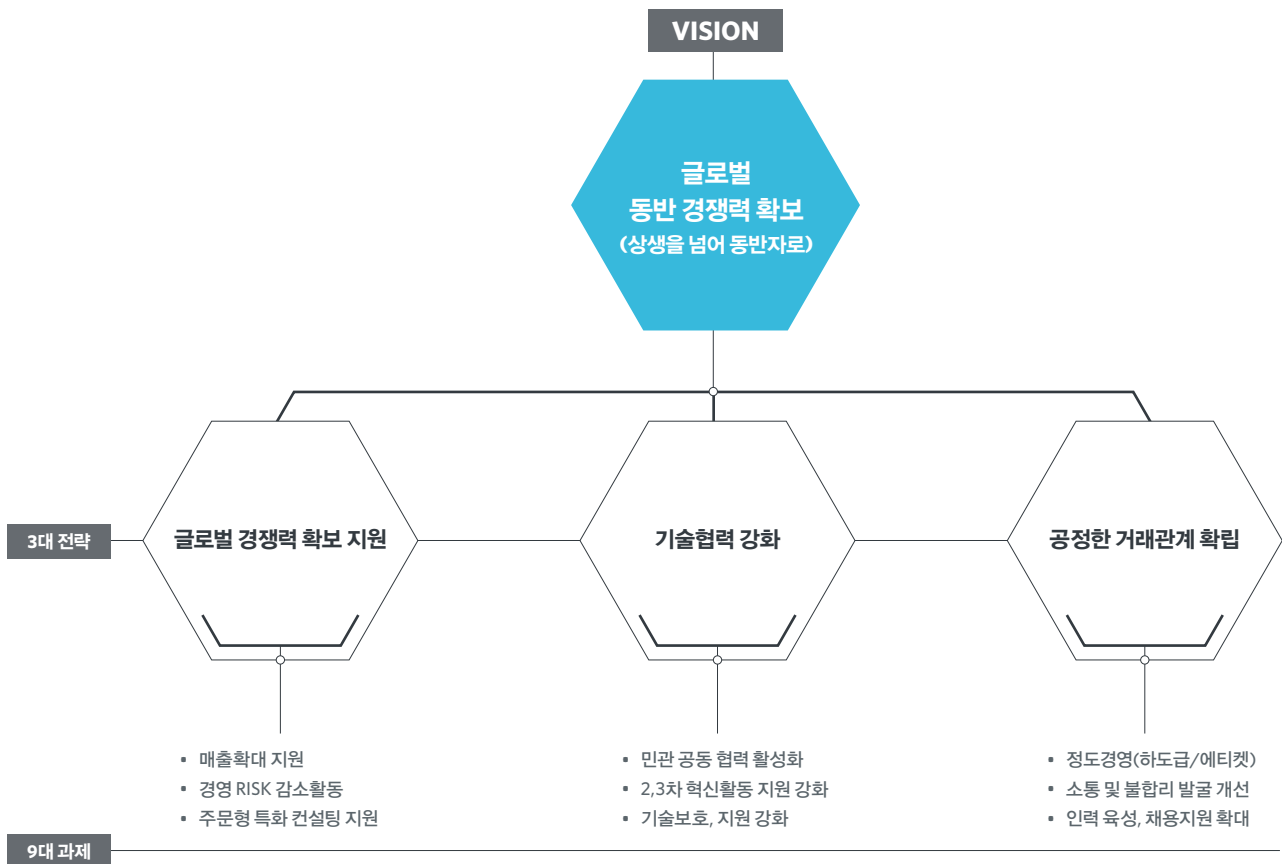 VISION
글로벌
동반 경쟁력 확보
(상생을 넘어 동반자로)
3대 전략
글로벌 경쟁력 확보 지원
기술협력 강화
공정한 거래관계 확립
• 매출확대 지원
• 경영 RISK 감소활동
• 주문형 특화 컨설팅 지원
• 민관 공동 협력 활성화
• 2,3차 혁신활동 지원 강화
• 기술보호, 지원 강화
• 정도경영(하도급/에티켓)
• 소통 및 불합리 발굴 개선
• 인력 육성, 채용지원 확대
9대 과제